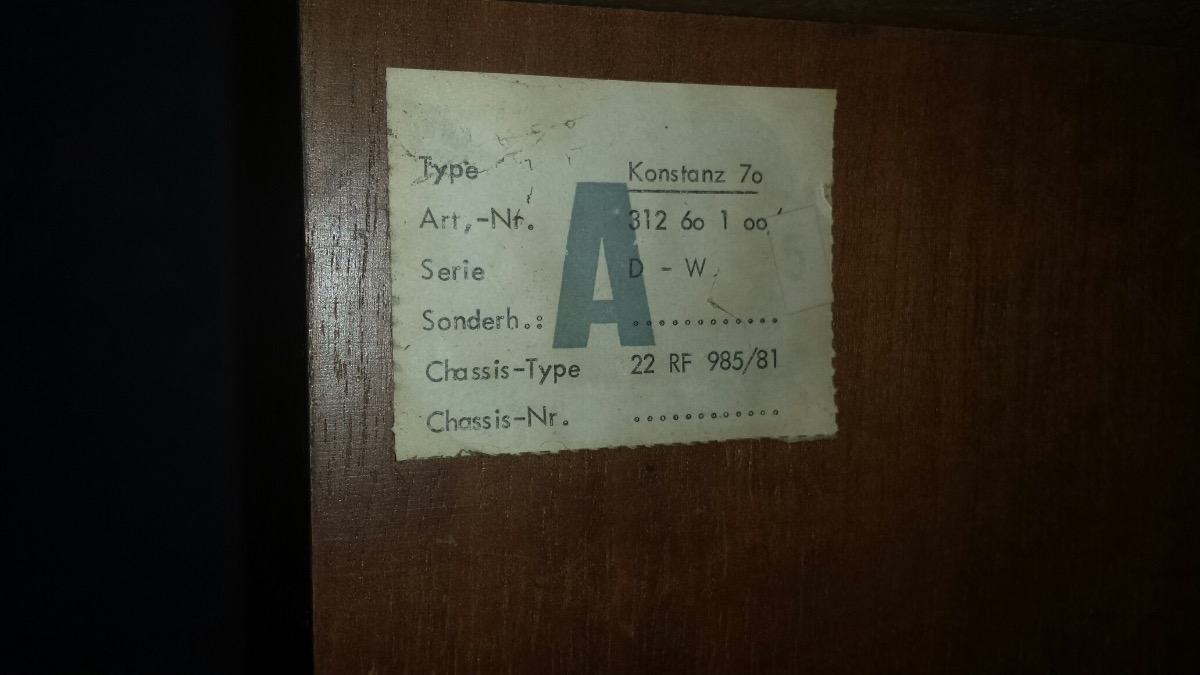 Type Konstanz 7o
Art,-Nr. 312 6o 1 oo
Serie D - W
Sonderh.: ............
Chassis-Type 22 RF 985/81
Chassis-Nr. ............
A